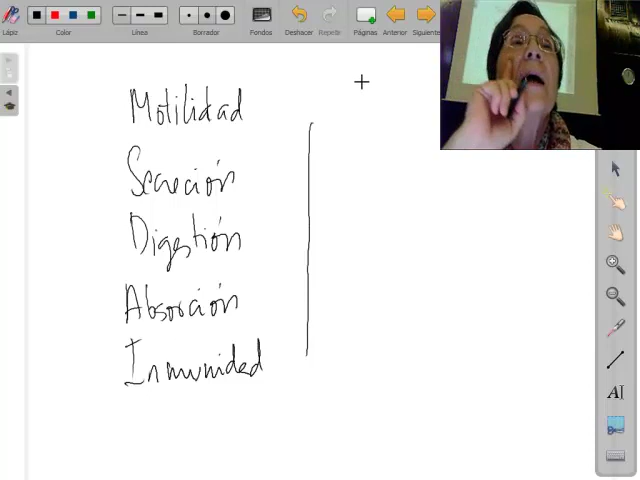 Lápiz Color Línea Borrador Fondos Deshacer Repetir Páginas Anterior Siguiente
Motilidad
Secreción
Digestión
Absorción
Inmunidad